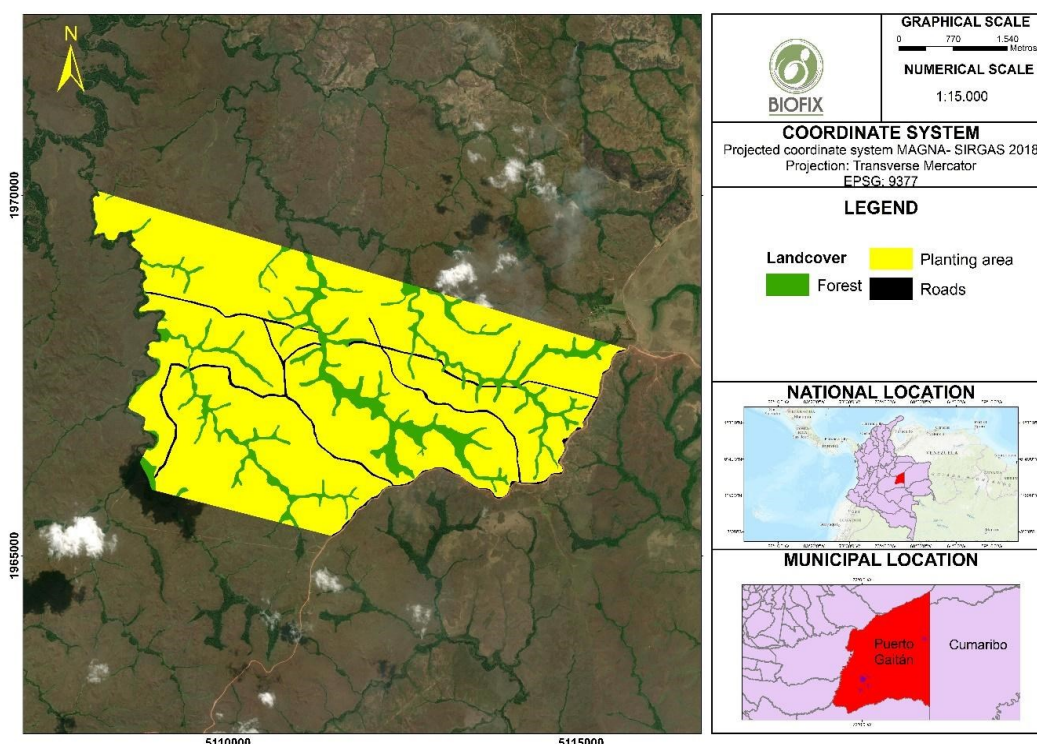 N
1970000
1965000
5110000
5115000
BIOFIX
GRAPHICAL SCALE
0 770 1.540
Metros
NUMERICAL SCALE
1:15.000
COORDINATE SYSTEM
Projected coordinate system MAGNA- SIRGAS 2018
Projection: Transverse Mercator
EPSG: 9377
LEGEND
Landcover
Forest
Planting area
Roads
NATIONAL LOCATION
VENEZUELA
MUNICIPAL LOCATION
Puerto
Gaitán
Cumaribo